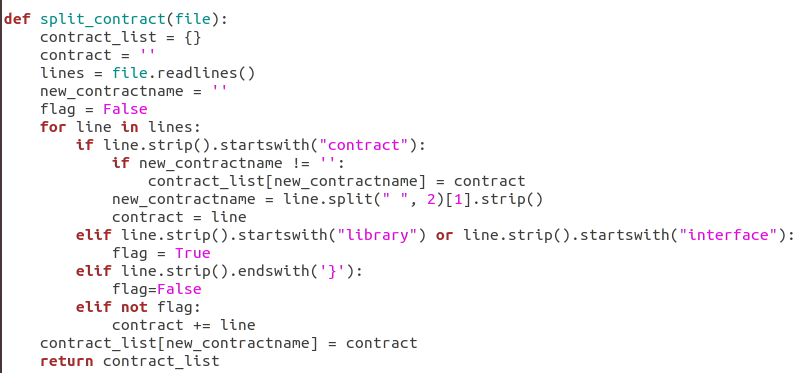 def split_contract(file):
    contract_list = {}
    contract = ''
    lines = file.readlines()
    new_contractname = ''
    flag = False
    for line in lines:
        if line.strip().startswith("contract"):
            if new_contractname != '':
                contract_list[new_contractname] = contract
            new_contractname = line.split(" ", 2)[1].strip()
            contract = line
        elif line.strip().startswith("library") or line.strip().startswith("interface"):
            flag = True
        elif line.strip().endswith('}'):
            flag=False
        elif not flag:
            contract += line
    contract_list[new_contractname] = contract
    return contract_list